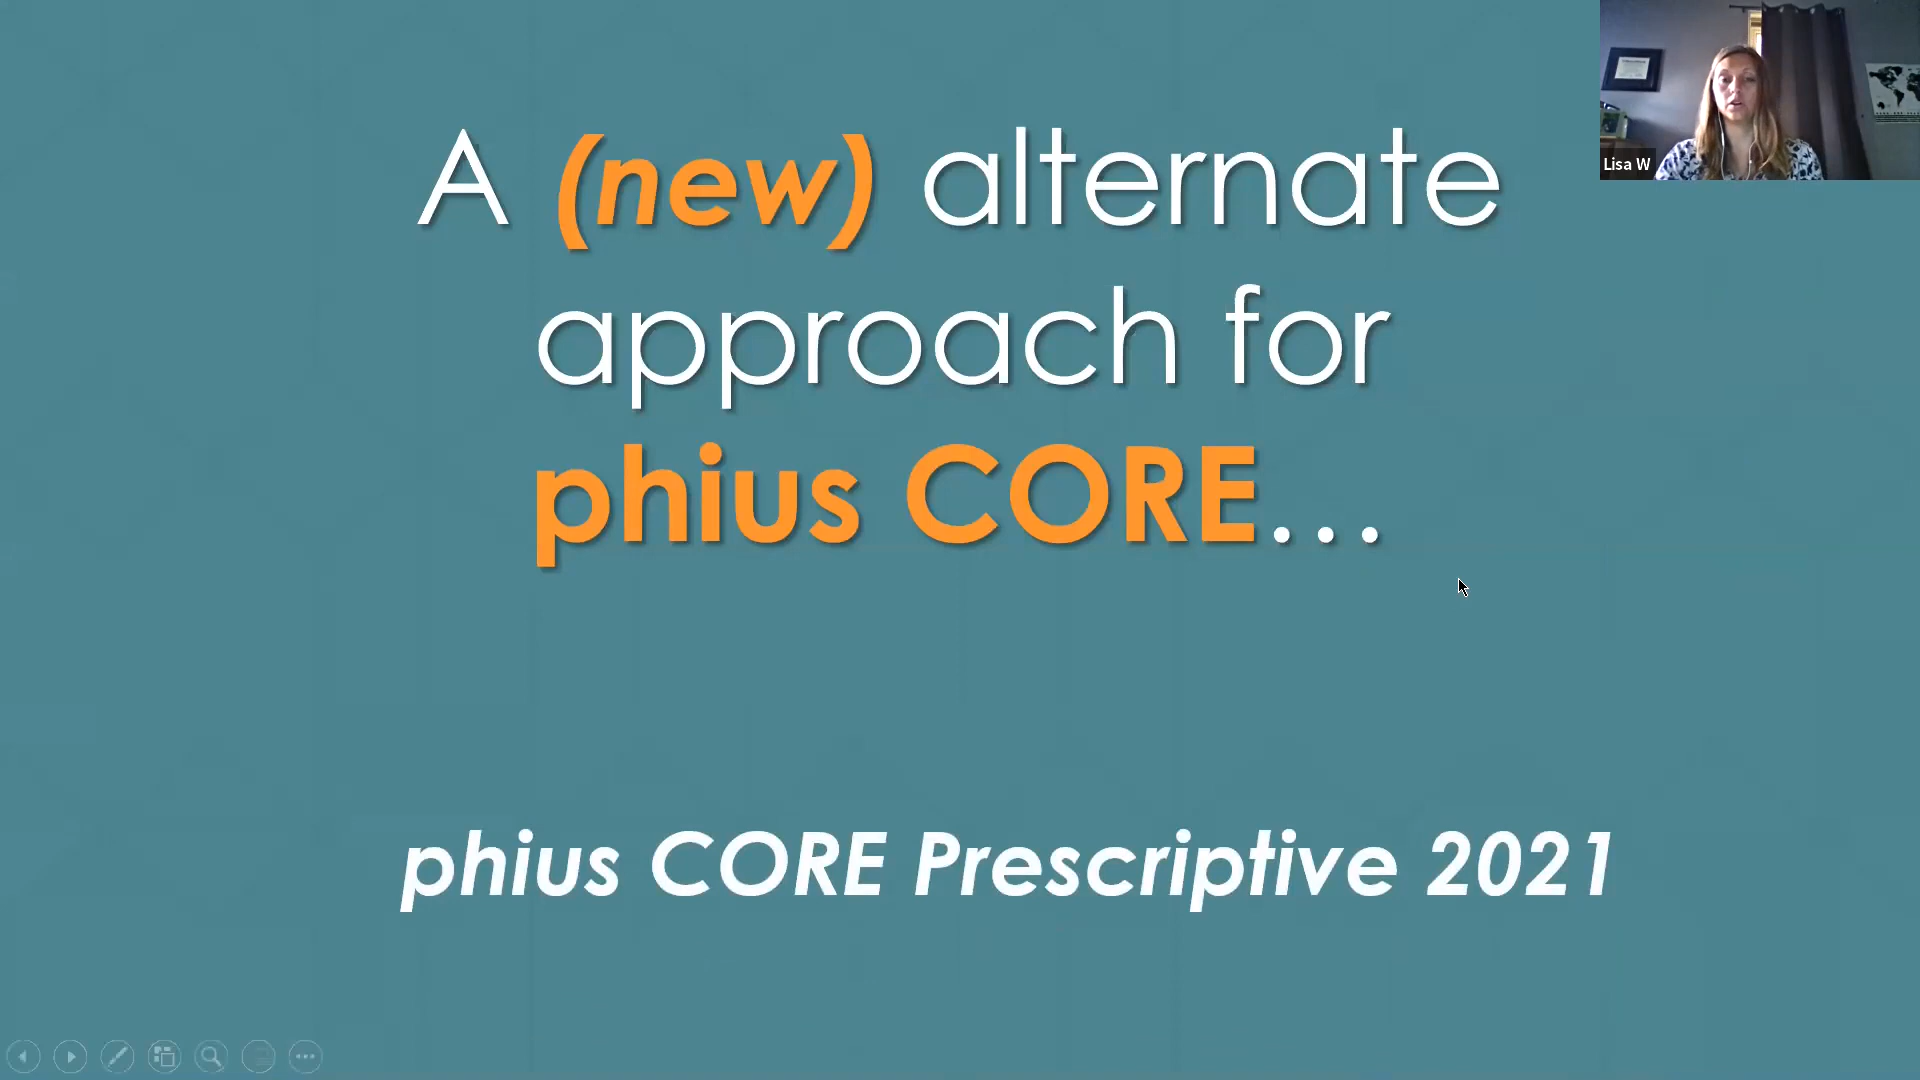 A (new) alternate
approach for
phius CORE...
phius CORE Prescriptive 2021
Lisa W